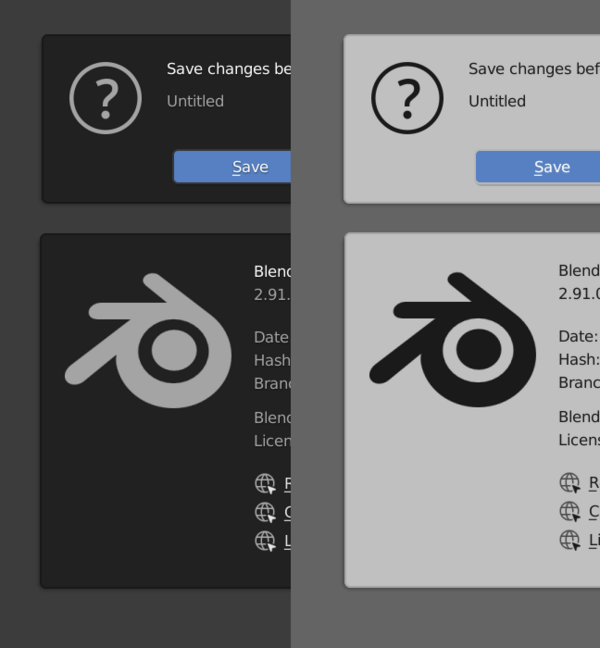 Save changes be
Untitled
?
Save
Blend
2.91.
Date
Hash
Branc
Blend
Licen
Save changes bef
Untitled
?
Save
Blend
2.91.0
Date:
Hash:
Branc
Blend
Licens
R
C
Li